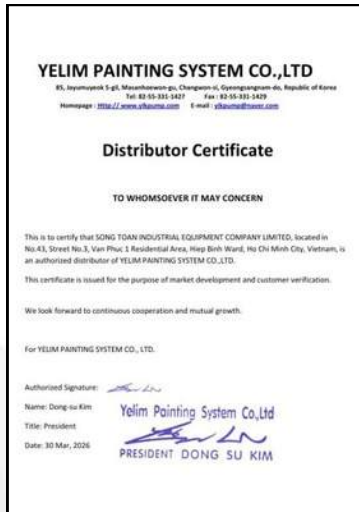 YELIM PAINTING SYSTEM CO.,LTD
85, Jayumuyeok 5-gil, Masanhoewon-gu, Changwon-si, Gyeongsangnam-do, Republic of Korea
Tel: 82-55-331-1427 Fax : 82-55-331-1429
Homepage : Http:// www.ylkpump.com E-mail : ylkpump@naver.com
Distributor Certificate
TO WHOMSOEVER IT MAY CONCERN
This is to certify that SONG TOAN INDUSTRIAL EQUIPMENT COMPANY LIMITED, located in
No.43, Street No.3, Van Phuc 1 Residential Area, Hiep Binh Ward, Ho Chi Minh City, Vietnam, is
an authorized distributor of YELIM PAINTING SYSTEM CO.,LTD.
This certificate is issued for the purpose of market development and customer verification.
We look forward to continuous cooperation and mutual growth.
For YELIM PAINTING SYSTEM CO., LTD.
Authorized Signature:
Name: Dong-su Kim
Title: President
Date: 30 Mar, 2026
Yelim Painting System Co,Ltd
PRESIDENT DONG SU KIM